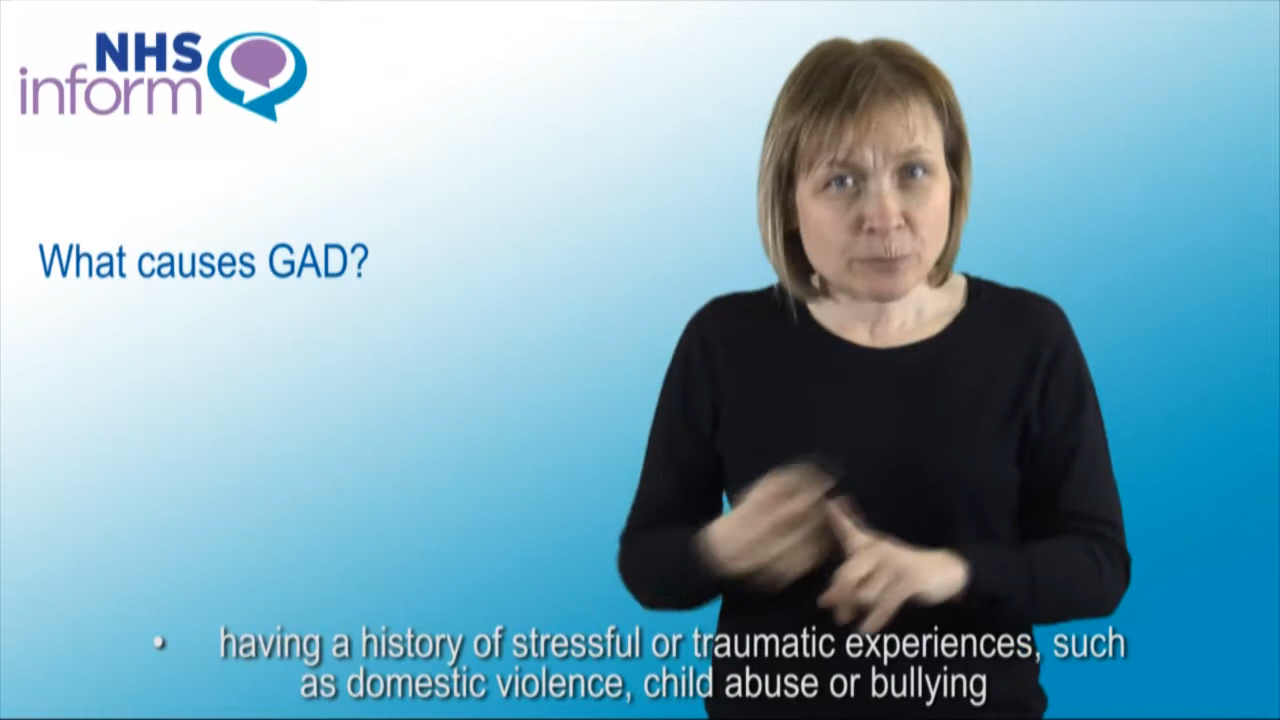 NHS
inform
What causes GAD?
• having a history of stressful or traumatic experiences, such
as domestic violence, child abuse or bullying